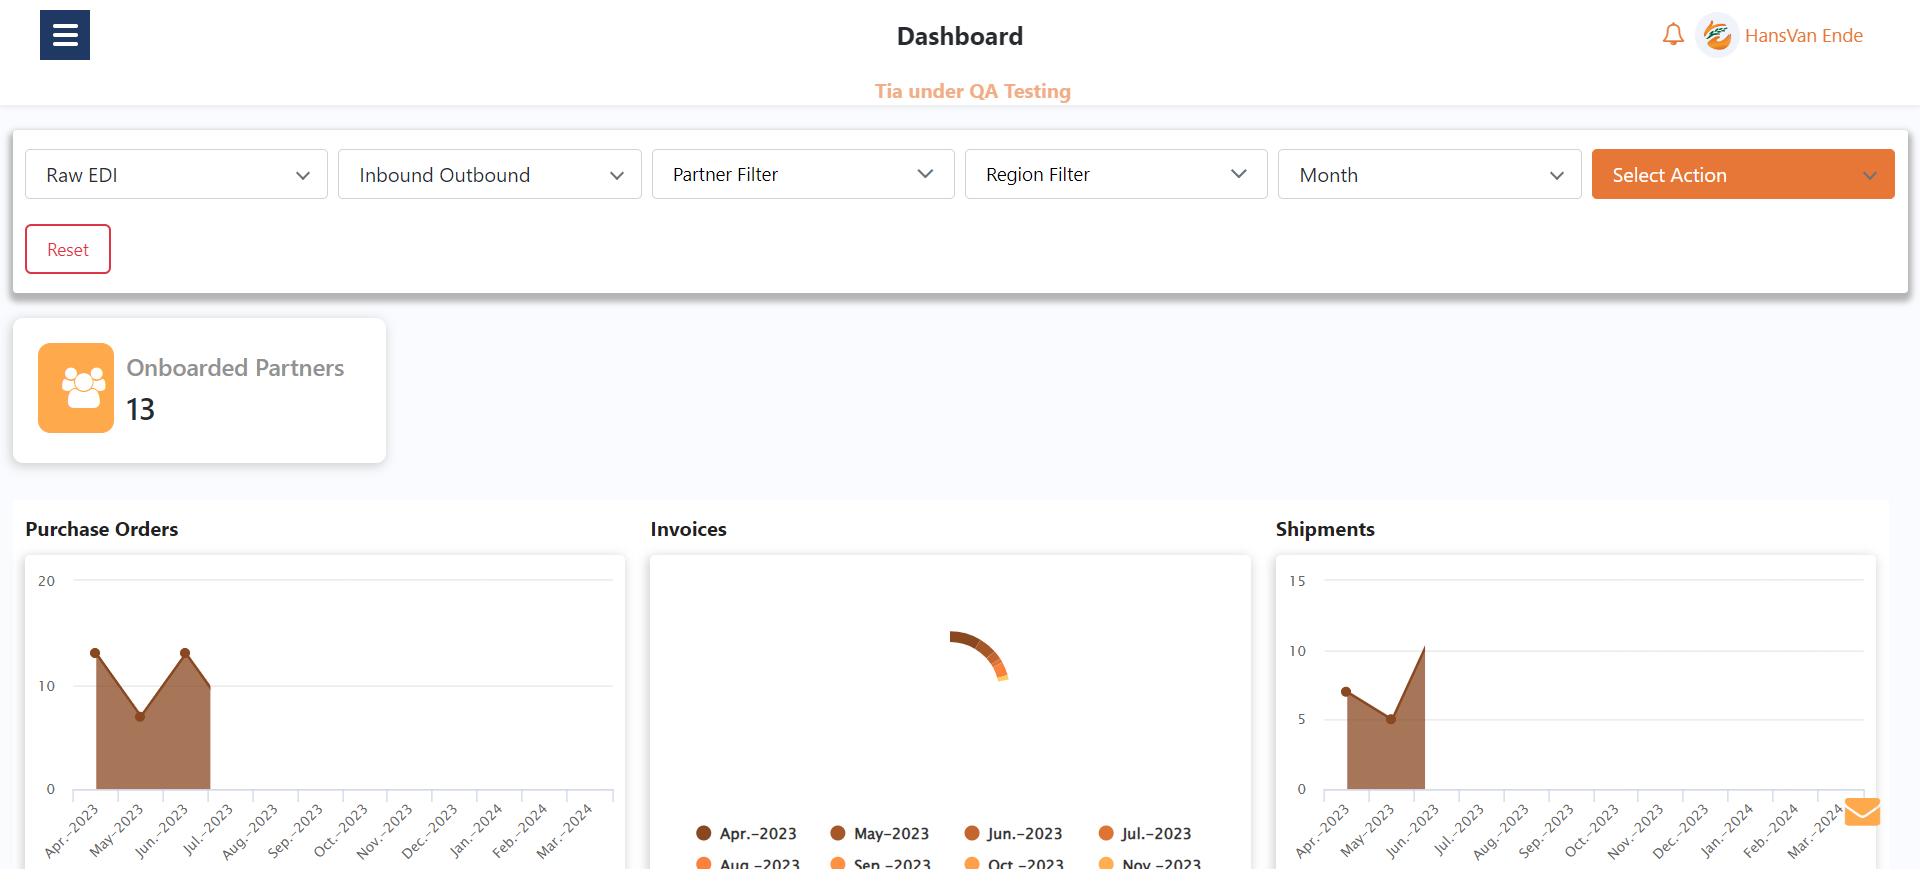 Dashboard
HansVan Ende
Tia under QA Testing
Raw EDI
Inbound Outbound
Partner Filter
Region Filter
Month
Select Action
Reset
Onboarded Partners
13
Purchase Orders
20
10
0
Apr.-2023
May-2023
Jun.-2023
Jul.-2023
Aug.-2023
Sep.-2023
Oct.-2023
Nov.-2023
Dec.-2023
Jan.-2024
Feb.-2024
Mar.-2024
Invoices
Apr.-2023
May-2023
Jun.-2023
Jul.-2023
Aug.-2023
Sep.-2023
Oct.-2023
Nov.-2023
Shipments
15
10
5
0
Apr.-2023
May-2023
Jun.-2023
Jul.-2023
Aug.-2023
Sep.-2023
Oct.-2023
Nov.-2023
Dec.-2023
Jan.-2024
Feb.-2024
Mar.-2024